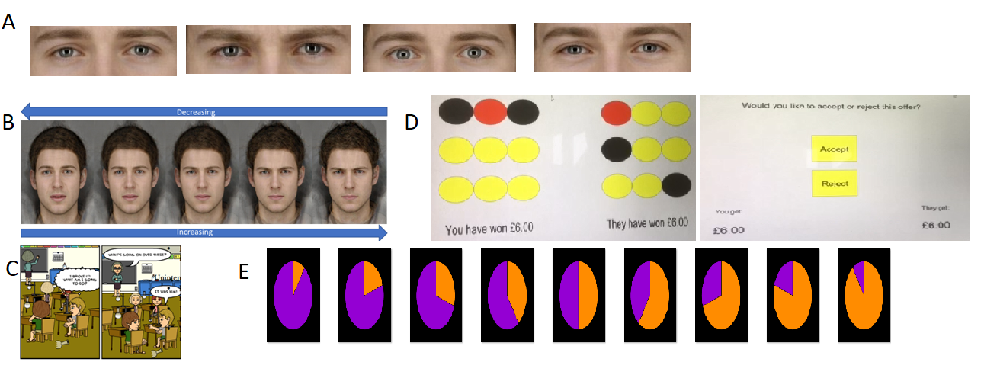 A
B
Decreasing
Increasing
C
I BROKE IT!
WHAT AM I GOING
TO DO?
WHAT'S GOING ON OVER THERE?
Uninten
IT WAS HIM!
D
You have won £6.00
They have won £6.00
Would you like to accept or reject this offer?
Accept
Reject
You get:
£6.00
They get:
£6.00
E